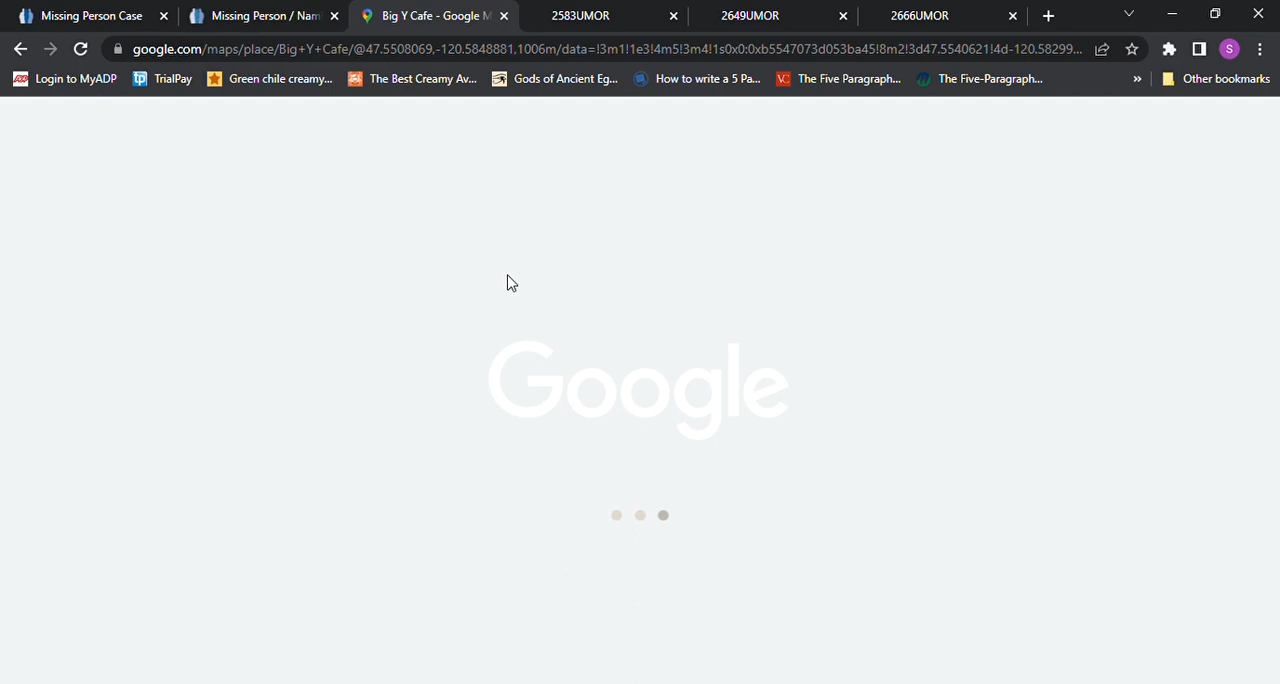 Missing Person Case
Missing Person / Nam
Big Y Cafe - Google M
2583UMOR
2649UMOR
2666UMOR
google.com/maps/place/Big+Y+Cafe/@47.5508069,-120.5848881,1006m/data=!3m1!1e3!4m5!3m4!1s0x0:0xb5547073d053ba45!8m2!3d47.5540621!4d-120.58299...
S
ADP Login to MyADP
tp TrialPay
Green chile creamy...
The Best Creamy Av...
Gods of Ancient Eg...
How to write a 5 Pa...
VC The Five Paragraph...
The Five-Paragraph...
»
Other bookmarks
Google